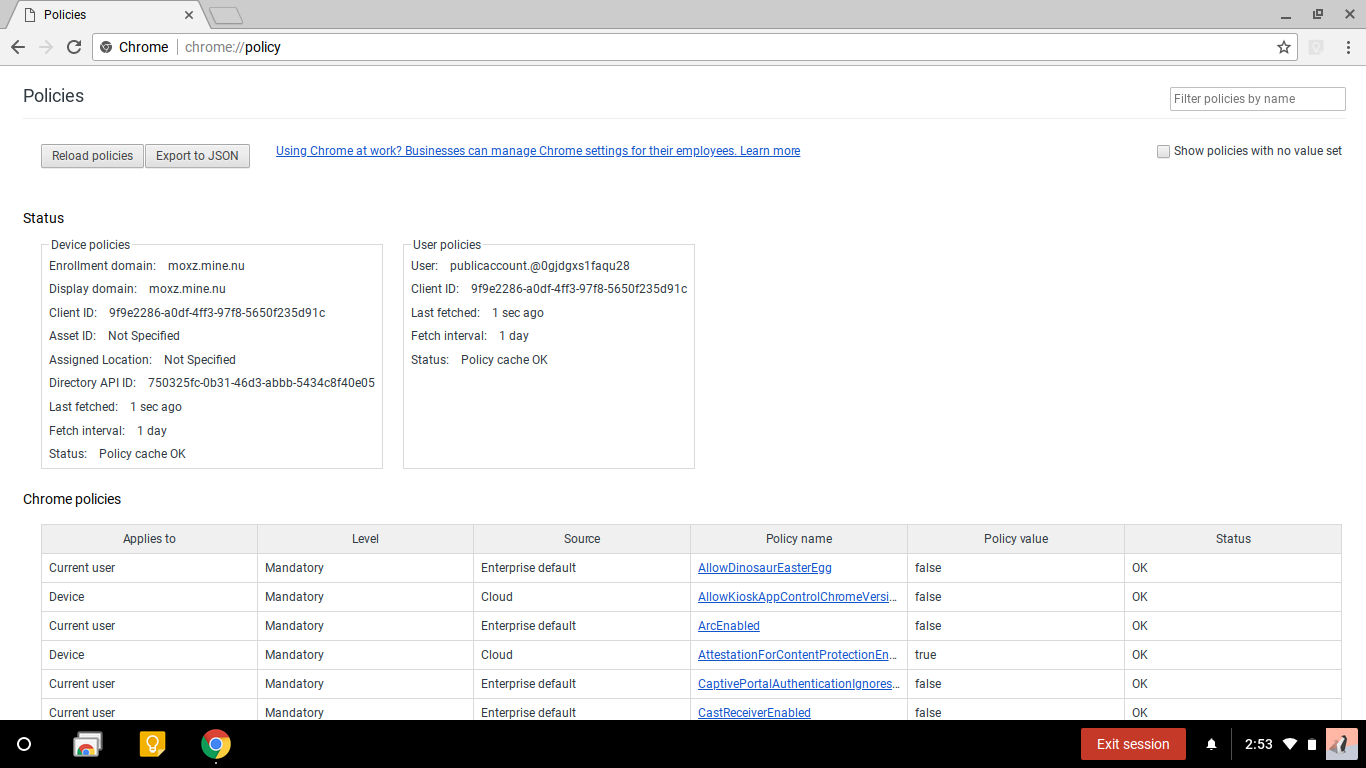 Policies
Chrome chrome://policy
Policies
Filter policies by name
Reload policies Export to JSON Using Chrome at work? Businesses can manage Chrome settings for their employees. Learn more Show policies with no value set
Status
Device policies
Enrollment domain: moxz.mine.nu
Display domain: moxz.mine.nu
Client ID: 9f9e2286-a0df-4ff3-97f8-5650f235d91c
Asset ID: Not Specified
Assigned Location: Not Specified
Directory API ID: 750325fc-0b31-46d3-abbb-5434c8f40e05
Last fetched: 1 sec ago
Fetch interval: 1 day
Status: Policy cache OK
User policies
User: publicaccount.@0gjdgxs1faqu28
Client ID: 9f9e2286-a0df-4ff3-97f8-5650f235d91c
Last fetched: 1 sec ago
Fetch interval: 1 day
Status: Policy cache OK
Chrome policies
Applies to Level Source Policy name Policy value Status
Current user Mandatory Enterprise default AllowDinosaurEasterEgg false OK
Device Mandatory Cloud AllowKioskAppControlChromeVersi... false OK
Current user Mandatory Enterprise default ArcEnabled false OK
Device Mandatory Cloud AttestationForContentProtectionEn... true OK
Current user Mandatory Enterprise default CaptivePortalAuthenticationIgnores... false OK
Current user Mandatory Enterprise default CastReceiverEnabled false OK
Exit session 2:53